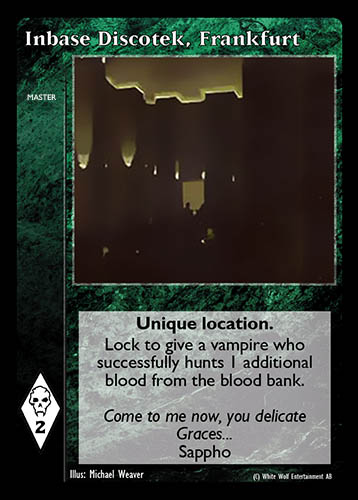 Inbase Discotek, Frankfurt
MASTER
Unique location.
Lock to give a vampire who
successfully hunts 1 additional
blood from the blood bank.
Come to me now, you delicate
Graces...
Sappho
2
Illus: Michael Weaver
(C) White Wolf Entertainment AB